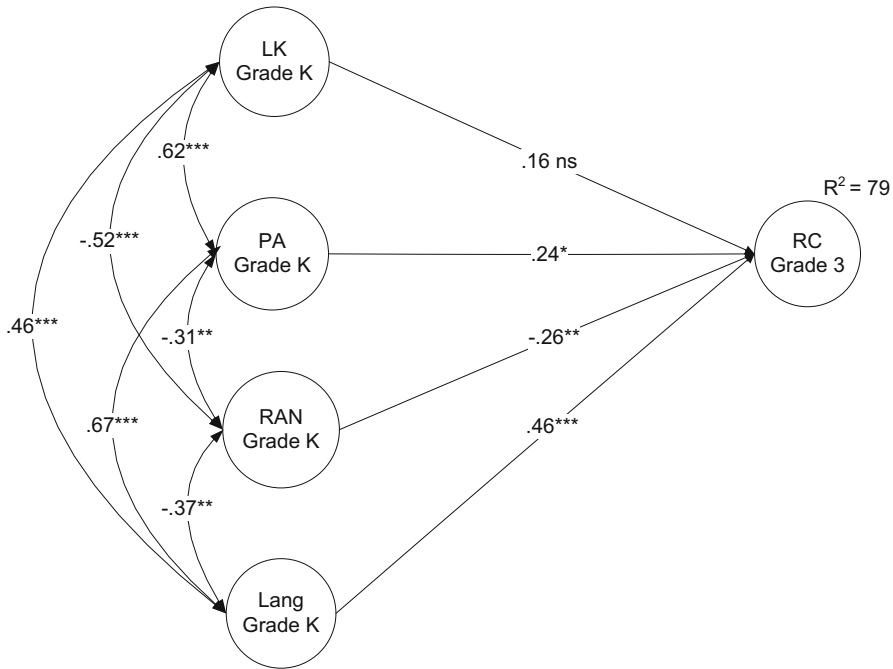 LK
Grade K
.62***
.16 ns
R² = 79
-.52***
PA
Grade K
.24*
RC
Grade 3
.46***
-.31**
-.26**
.67***
RAN
Grade K
.46***
-.37**
Lang
Grade K